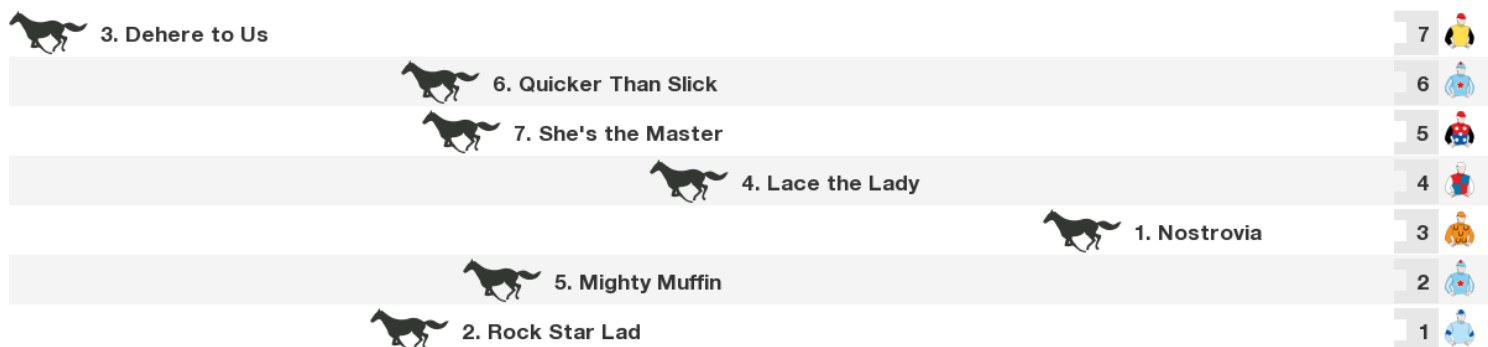 3. Dehere to Us 7
6. Quicker Than Slick 6
7. She's the Master 5
4. Lace the Lady 4
1. Nostrovia 3
5. Mighty Muffin 2
2. Rock Star Lad 1